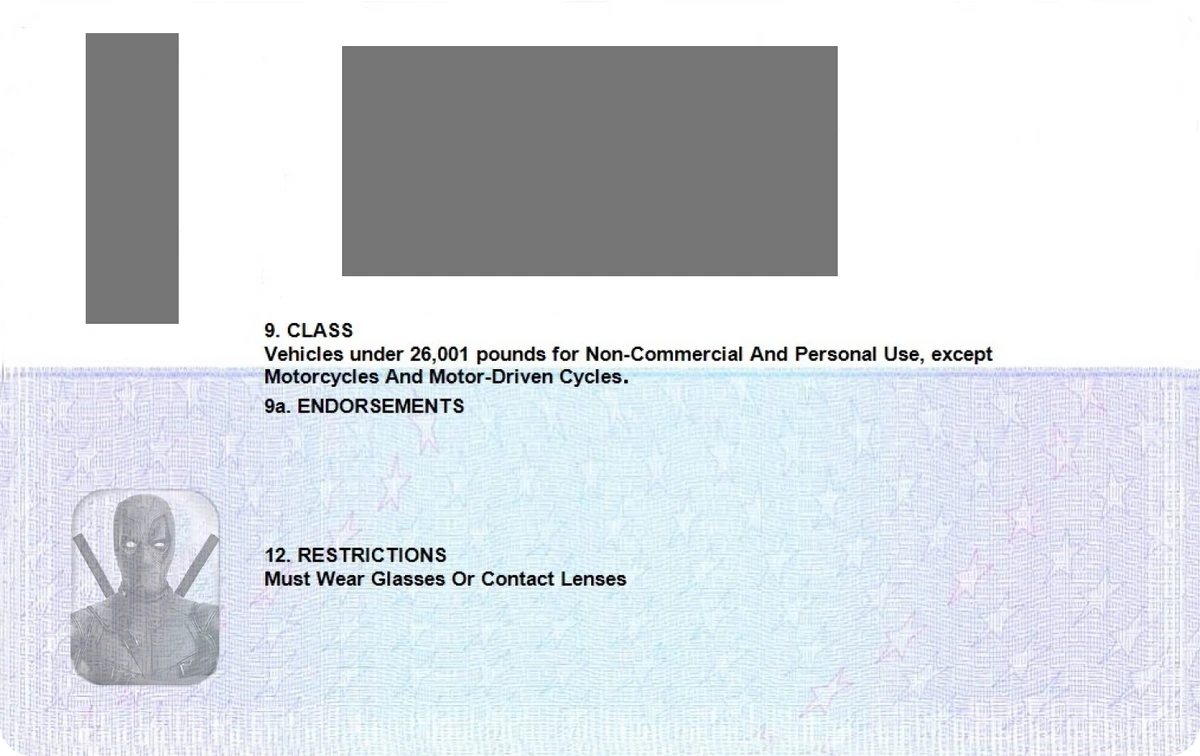 9. CLASS
Vehicles under 26,001 pounds for Non-Commercial And Personal Use, except
Motorcycles And Motor-Driven Cycles.
9a. ENDORSEMENTS
12. RESTRICTIONS
Must Wear Glasses Or Contact Lenses